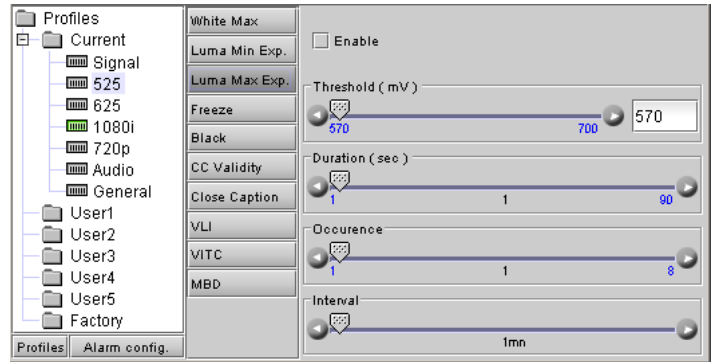 Profiles
Current
Signal
525
625
1080i
720p
Audio
General
User1
User2
User3
User4
User5
Factory
Profiles
Alarm config.
White Max
Luma Min Exp.
Luma Max Exp.
Freeze
Black
CC Validity
Close Caption
VLI
VITC
MBD
Enable
Threshold ( mV )
570 700 570
Duration ( sec )
1 1 90
Occurence
1 1 8
Interval
1mn